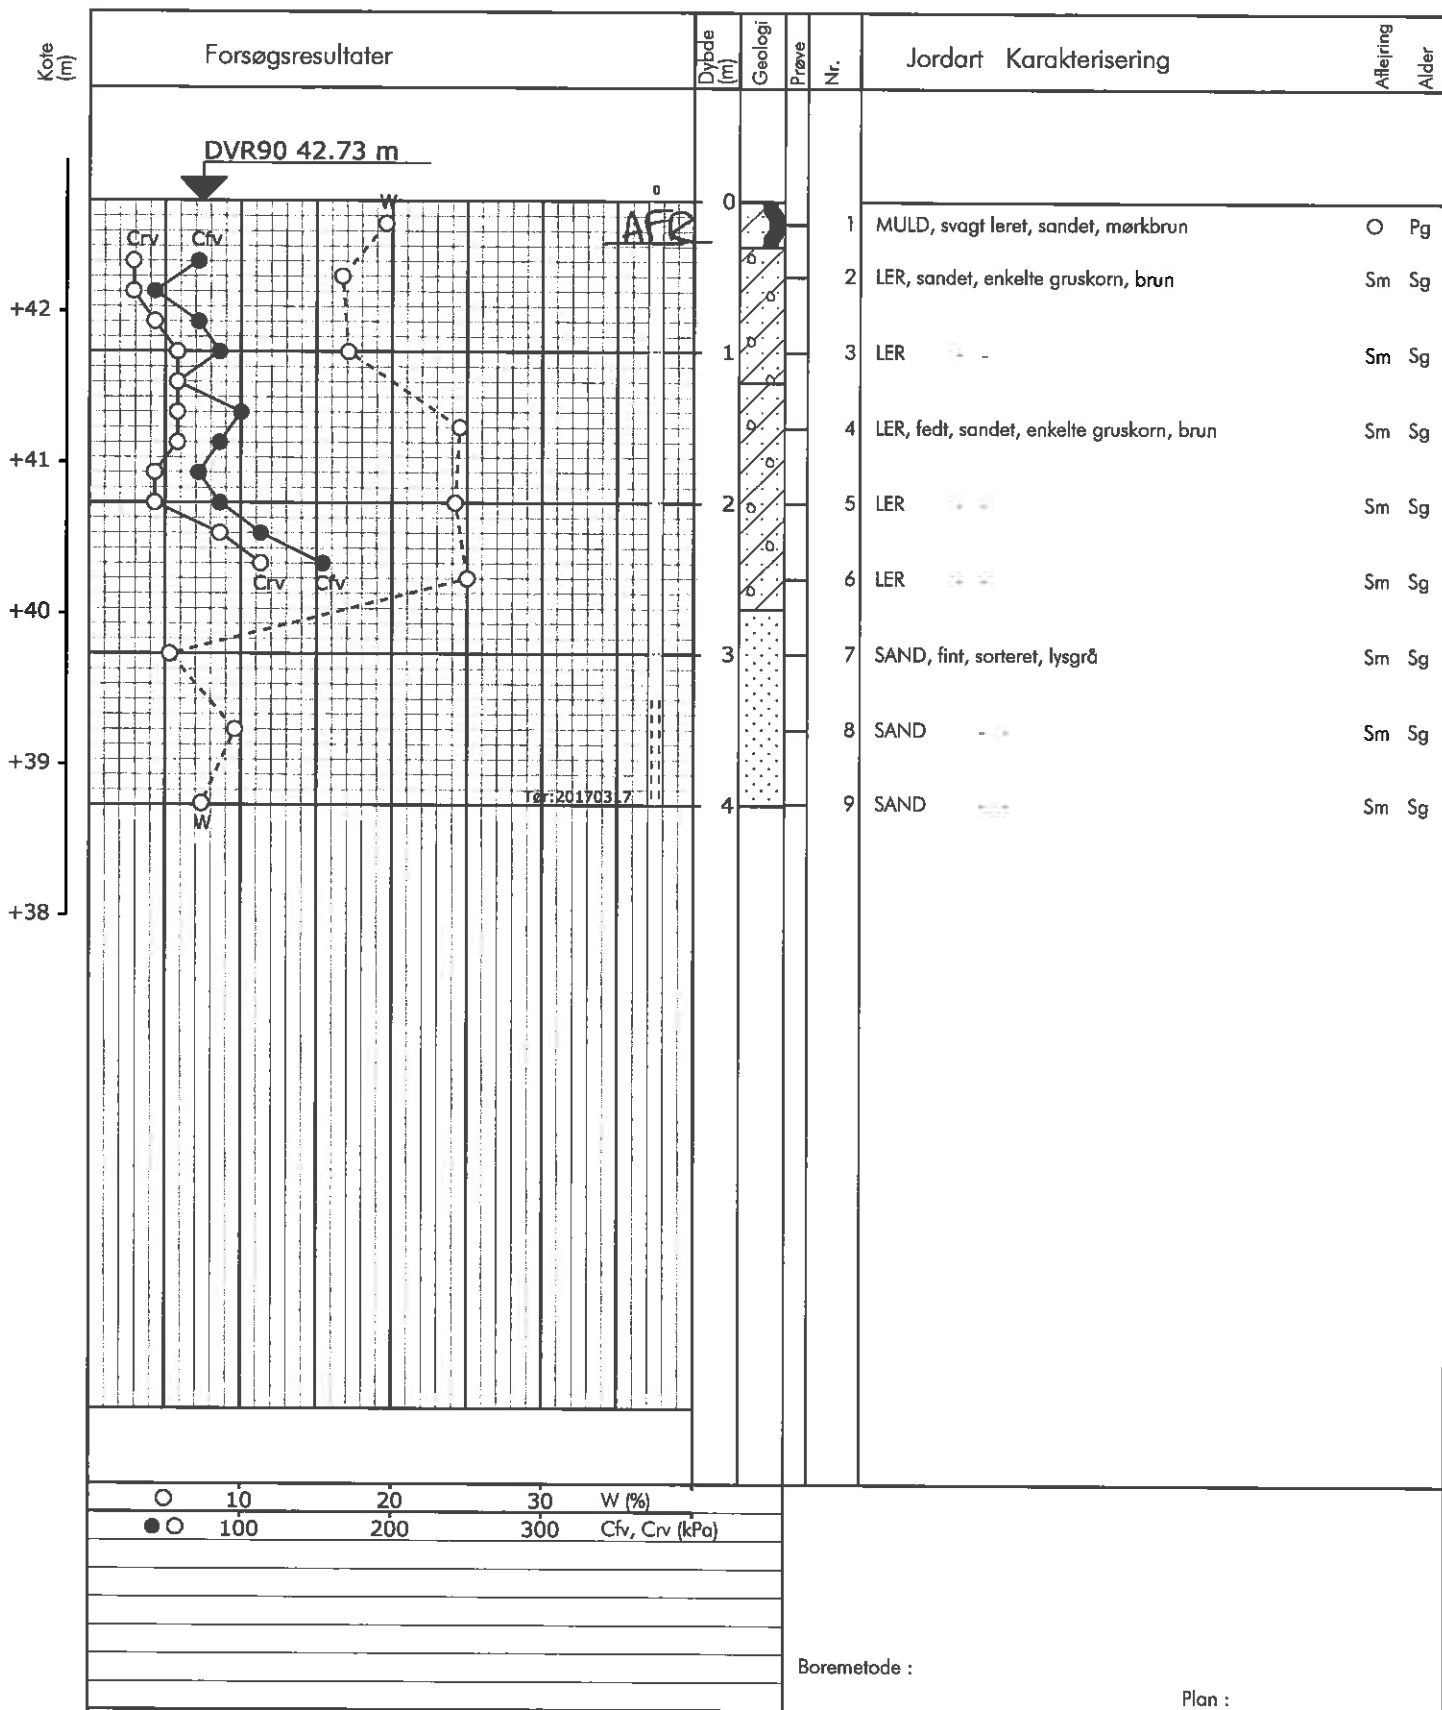 Kote (m) Forsøgsresultater Dybde (m) Geologi Prøve Nr. Jordart Karakterisering Aflejring Alder
DVR90 42.73 m
W 0
AFR 1 MULD, svagt leret, sandet, mørkbrun O Pg
Crv Cfv
2 LER, sandet, enkelte gruskorn, brun Sm Sg
+42
1 3 LER - - Sm Sg
4 LER, fedt, sandet, enkelte gruskorn, brun Sm Sg
+41
2 5 LER - - Sm Sg
Crv Cfv 6 LER - - Sm Sg
+40
3 7 SAND, fint, sorteret, lysgrå Sm Sg
8 SAND - - Sm Sg
+39
Tør:20170317 4 9 SAND - - Sm Sg
W
+38
10 20 30 W (%)
100 200 300 Cfv, Crv (kPa)
Boremetode :
Plan :